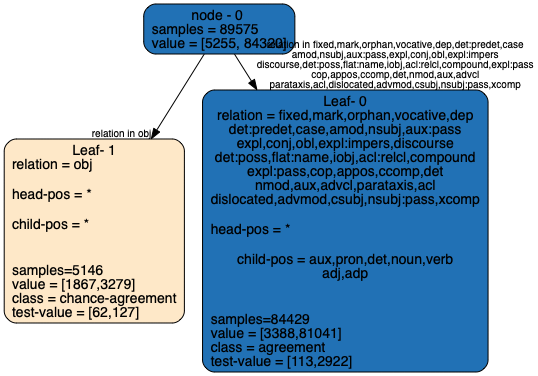 node - 0
samples = 89575
value = [5255, 84320]
relation in fixed,mark,orphan,vocative,dep,det:predet,case
amod,nsubj,aux:pass,expl,conj,obl,expl:impers
discourse,det:poss,flat:name,iobj,acl:relcl,compound,expl:pass
cop,appos,ccomp,det,nmod,aux,advcl
parataxis,acl,dislocated,advmod,csubj,nsubj:pass,xcomp
relation in obj
Leaf- 1
relation = obj
head-pos = *
child-pos = *
samples=5146
value = [1867,3279]
class = chance-agreement
test-value = [62,127]
Leaf- 0
relation = fixed,mark,orphan,vocative,dep
det:predet,case,amod,nsubj,aux:pass
expl,conj,obl,expl:impers,discourse
det:poss,flat:name,iobj,acl:relcl,compound
expl:pass,cop,appos,ccomp,det
nmod,aux,advcl,parataxis,acl
dislocated,advmod,csubj,nsubj:pass,xcomp
head-pos = *
child-pos = aux,pron,det,noun,verb
adj,adp
samples=84429
value = [3388,81041]
class = agreement
test-value = [113,2922]